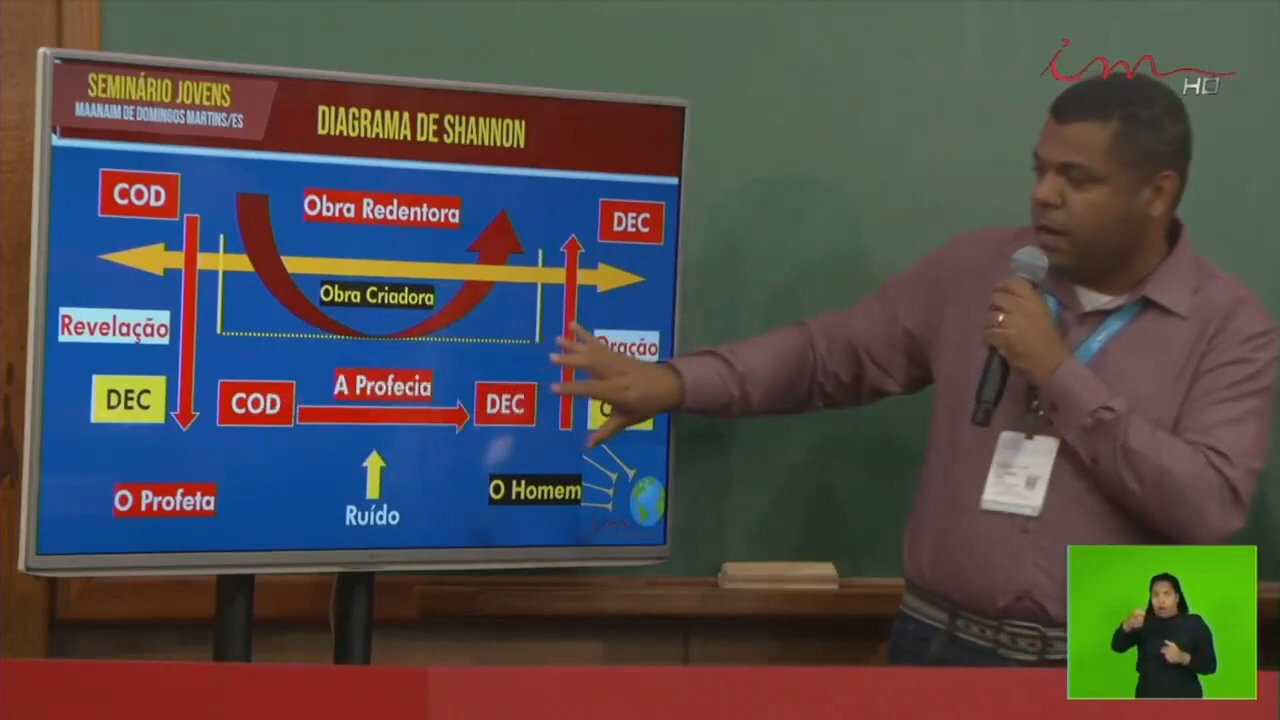 SEMINÁRIO JOVENS
MAANAIM DE DOMINGOS MARTINS/ES
DIAGRAMA DE SHANNON
COD
Obra Redentora
DEC
Obra Criadora
Revelação
Oração
A Profecia
DEC
COD
DEC
O Profeta
O Homem
Ruído
im
HD